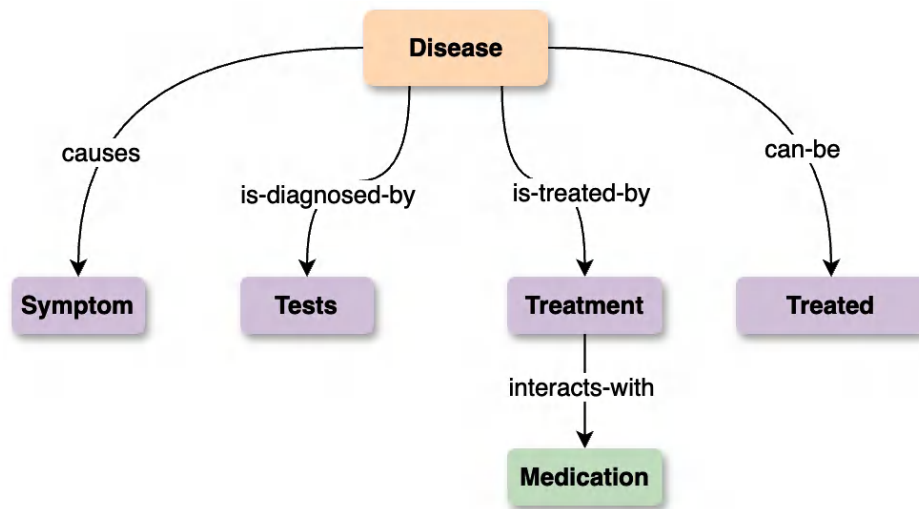 Disease
causes
can-be
is-diagnosed-by
is-treated-by
Symptom
Tests
Treatment
Treated
interacts-with
Medication